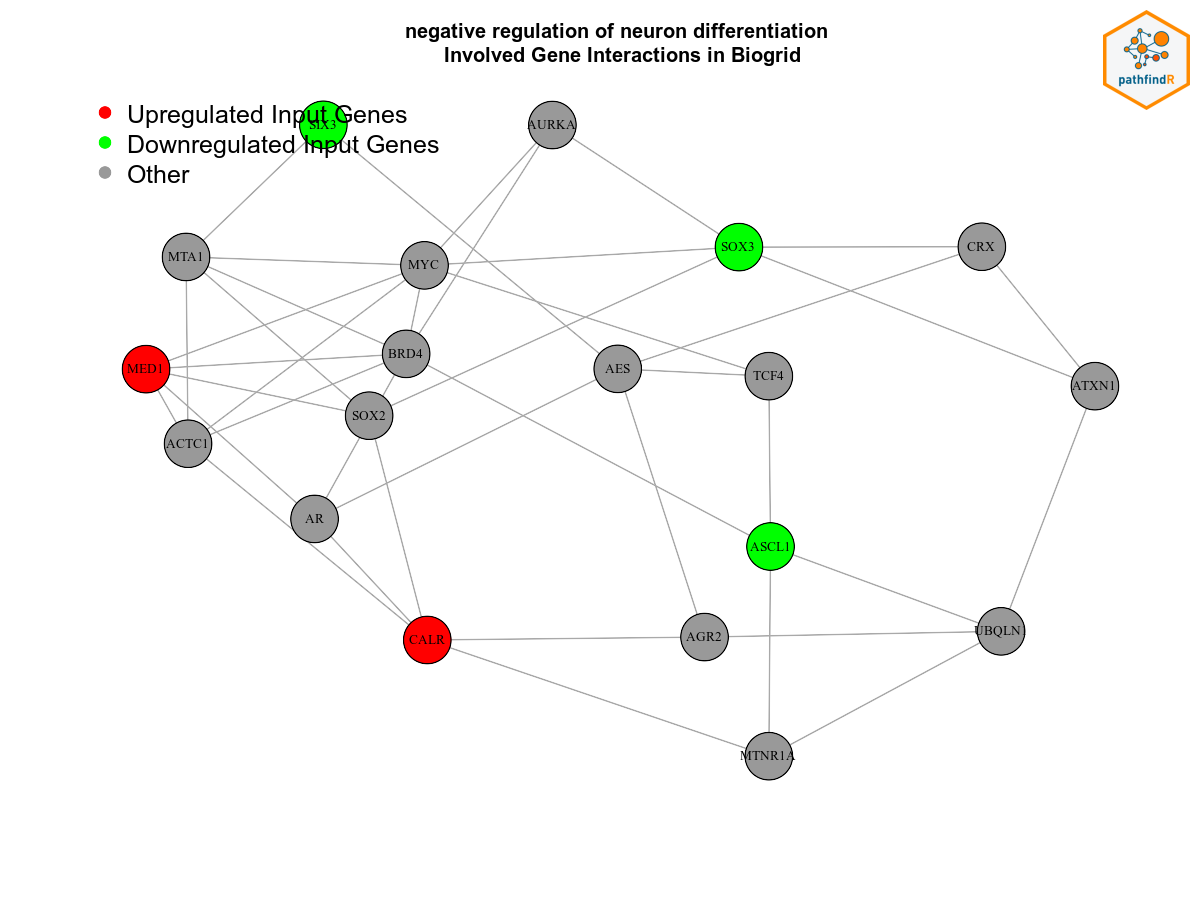 negative regulation of neuron differentiation
Involved Gene Interactions in Biogrid
pathfindR
Upregulated Input Genes
Downregulated Input Genes
Other
SIX3
AURKA
SOX3
CRX
MTA1
MYC
BRD4
MED1
AES
TCF4
ATXN1
SOX2
ACTC1
AR
ASCL1
CALR
AGR2
UBQLN1
MTNR1A